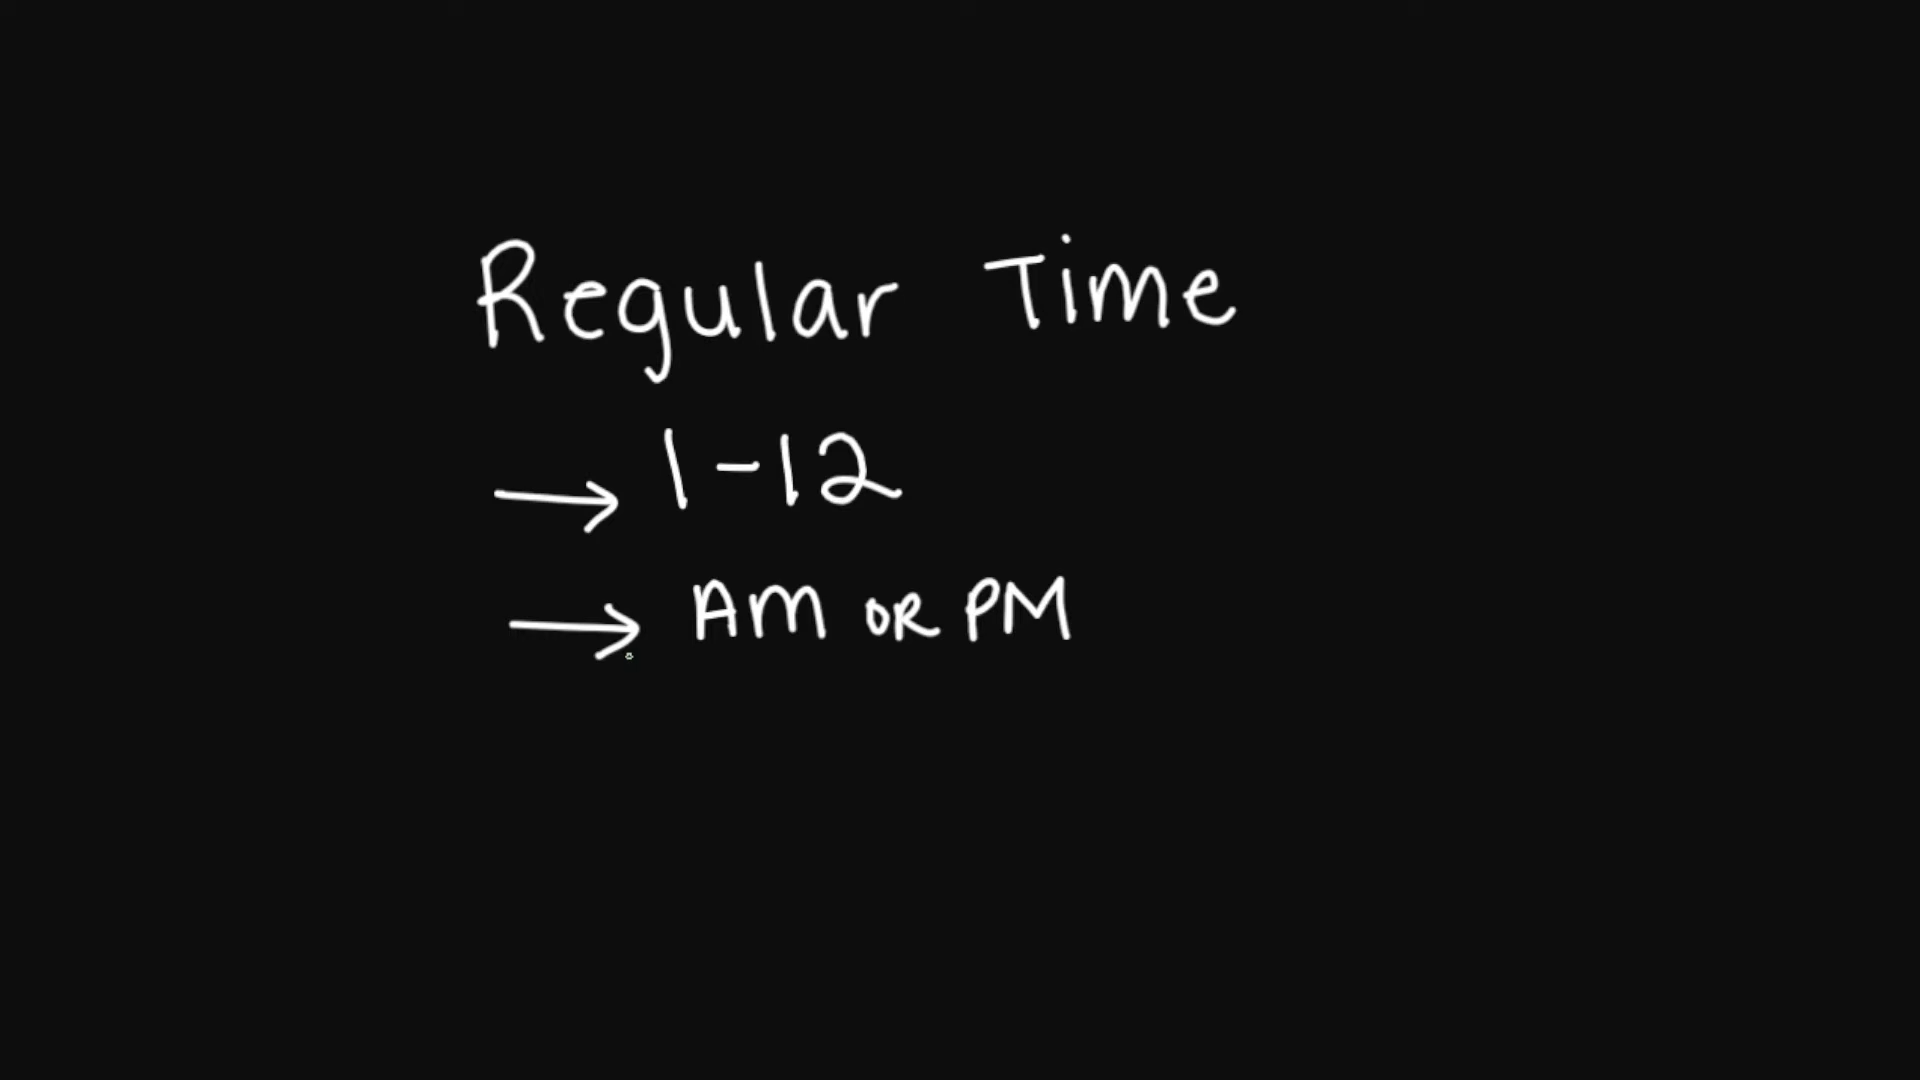 Regular Time
→ 1-12
→ AM OR PM